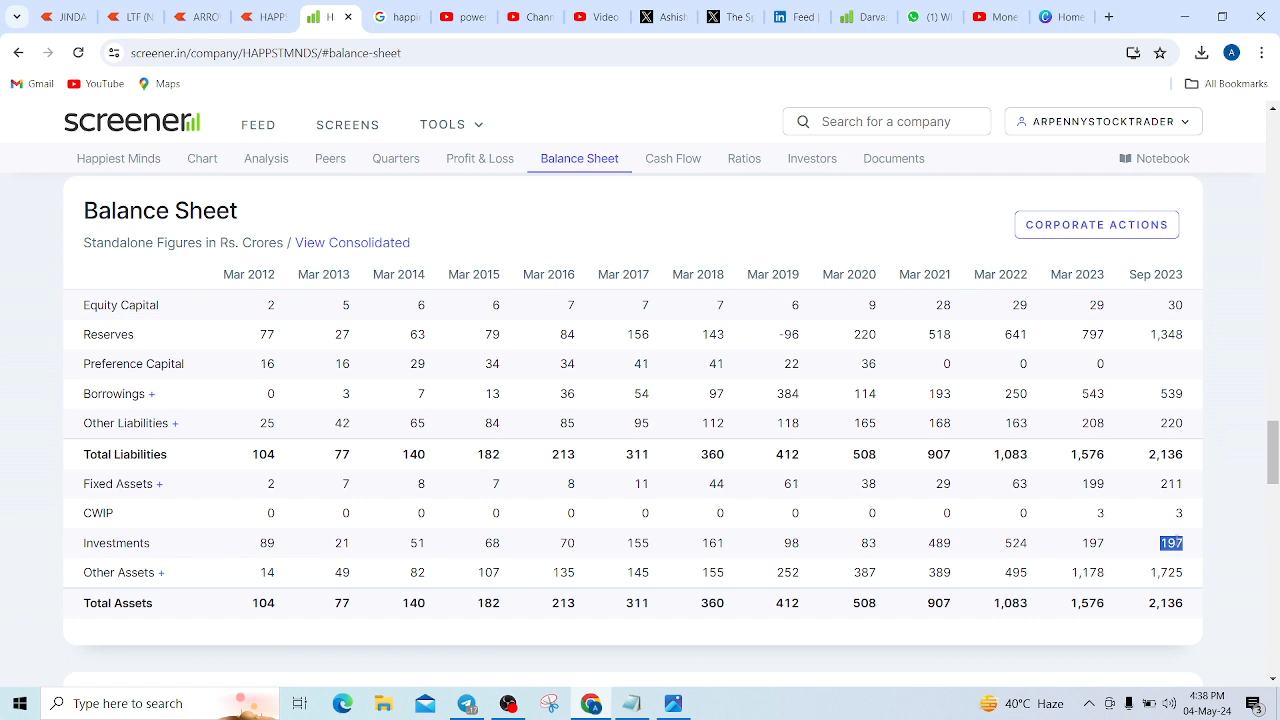 INDA
LTF (
ARDI
HAPP
H
happi
power
Chann
Video
Ashish
The
Feed
Darva
(1) W
Mone
Home
screener.in/company/HAPPSTMNDS/#balance-sheet
A
Gmail YouTube Maps All Bookmarks
screener FEED SCREENS TOOLS Search for a company ARPENNYSTOCKTRADER
Happiest Minds Chart Analysis Peers Quarters Profit & Loss Balance Sheet Cash Flow Ratios Investors Documents Notebook
Balance Sheet
CORPORATE ACTIONS
Standalone Figures in Rs. Crores / View Consolidated
Mar 2012 Mar 2013 Mar 2014 Mar 2015 Mar 2016 Mar 2017 Mar 2018 Mar 2019 Mar 2020 Mar 2021 Mar 2022 Mar 2023 Sep 2023
Equity Capital 2 5 6 6 7 7 7 6 9 28 29 29 30
Reserves 77 27 63 79 84 156 143 -96 220 518 641 797 1,348
Preference Capital 16 16 29 34 34 41 41 22 36 0 0 0
Borrowings + 0 3 7 13 36 54 97 384 114 193 250 543 539
Other Liabilities + 25 42 65 84 85 95 112 118 165 168 163 208 220
Total Liabilities 104 77 140 182 213 311 360 412 508 907 1,083 1,576 2,136
Fixed Assets + 2 7 8 7 8 11 44 61 38 29 63 199 211
CWIP 0 0 0 0 0 0 0 0 0 0 0 3 3
Investments 89 21 51 68 70 155 161 98 83 489 524 197 197
Other Assets + 14 49 82 107 135 145 155 252 387 389 495 1,178 1,725
Total Assets 104 77 140 182 213 311 360 412 508 907 1,083 1,576 2,136
Type here to search
40°C Haze
4:38 PM
04-May-24